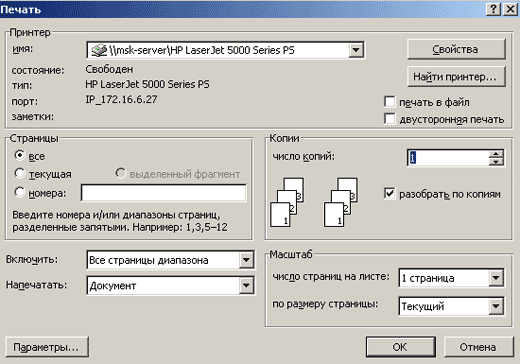 Печать
Принтер
имя: \\msk-server\HP LaserJet 5000 Series PS
Свойства
состояние: Свободен
тип: HP LaserJet 5000 Series PS
Найти принтер...
порт: IP_172.16.6.27
печать в файл
заметки:
двусторонняя печать
Страницы
все
текущая
выделенный фрагмент
номера:
Введите номера и/или диапазоны страниц,
разделенные запятыми. Например: 1,3,5–12
Копии
число копий: 1
3
2
1
3
2
1
разобрать по копиям
Включить: Все страницы диапазона
Напечатать: Документ
Масштаб
число страниц на листе: 1 страница
по размеру страницы: Текущий
Параметры...
ОК
Отмена